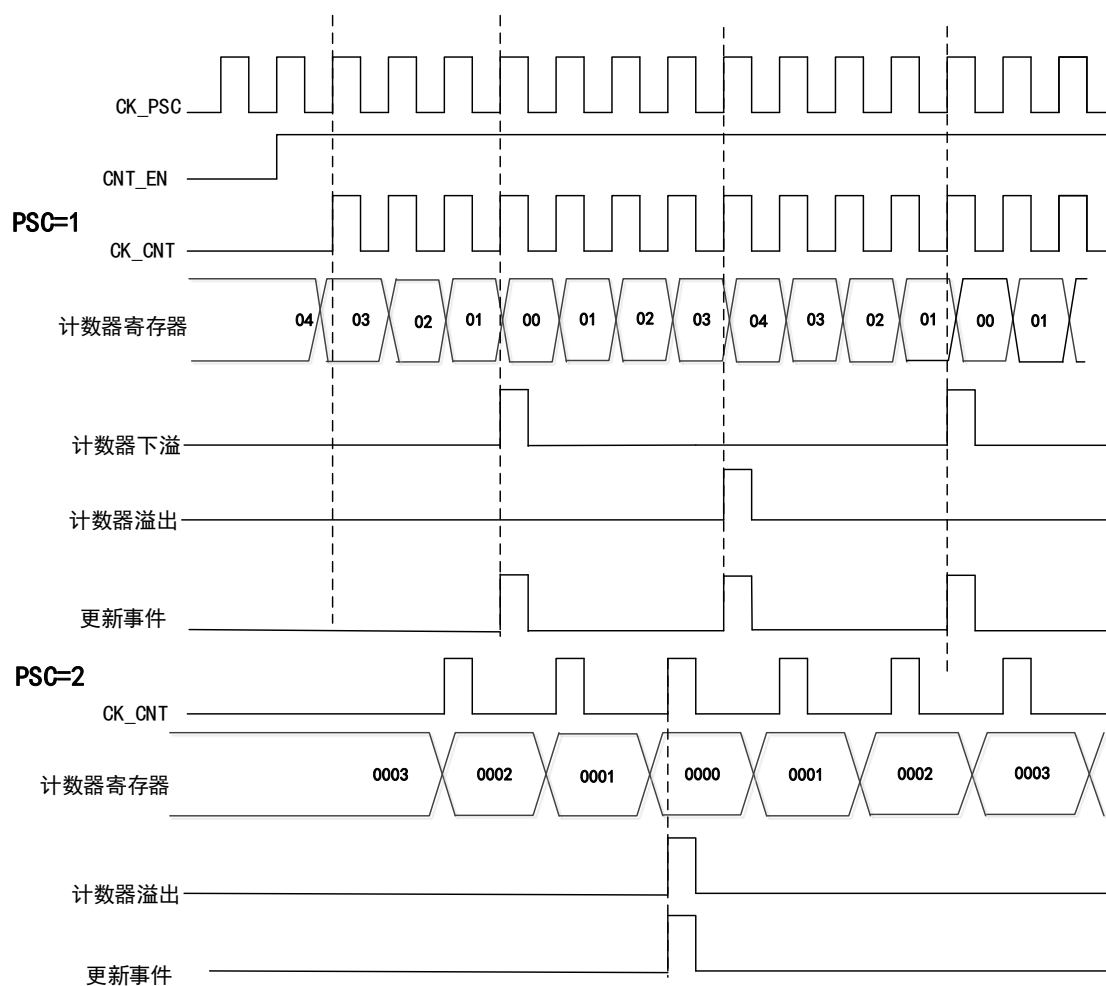 CK_PSC
CNT_EN
PSC=1
CK_CNT
计数器寄存器 04 03 02 01 00 01 02 03 04 03 02 01 00 01
计数器下溢
计数器溢出
更新事件
PSC=2
CK_CNT
计数器寄存器 0003 0002 0001 0000 0001 0002 0003
计数器溢出
更新事件